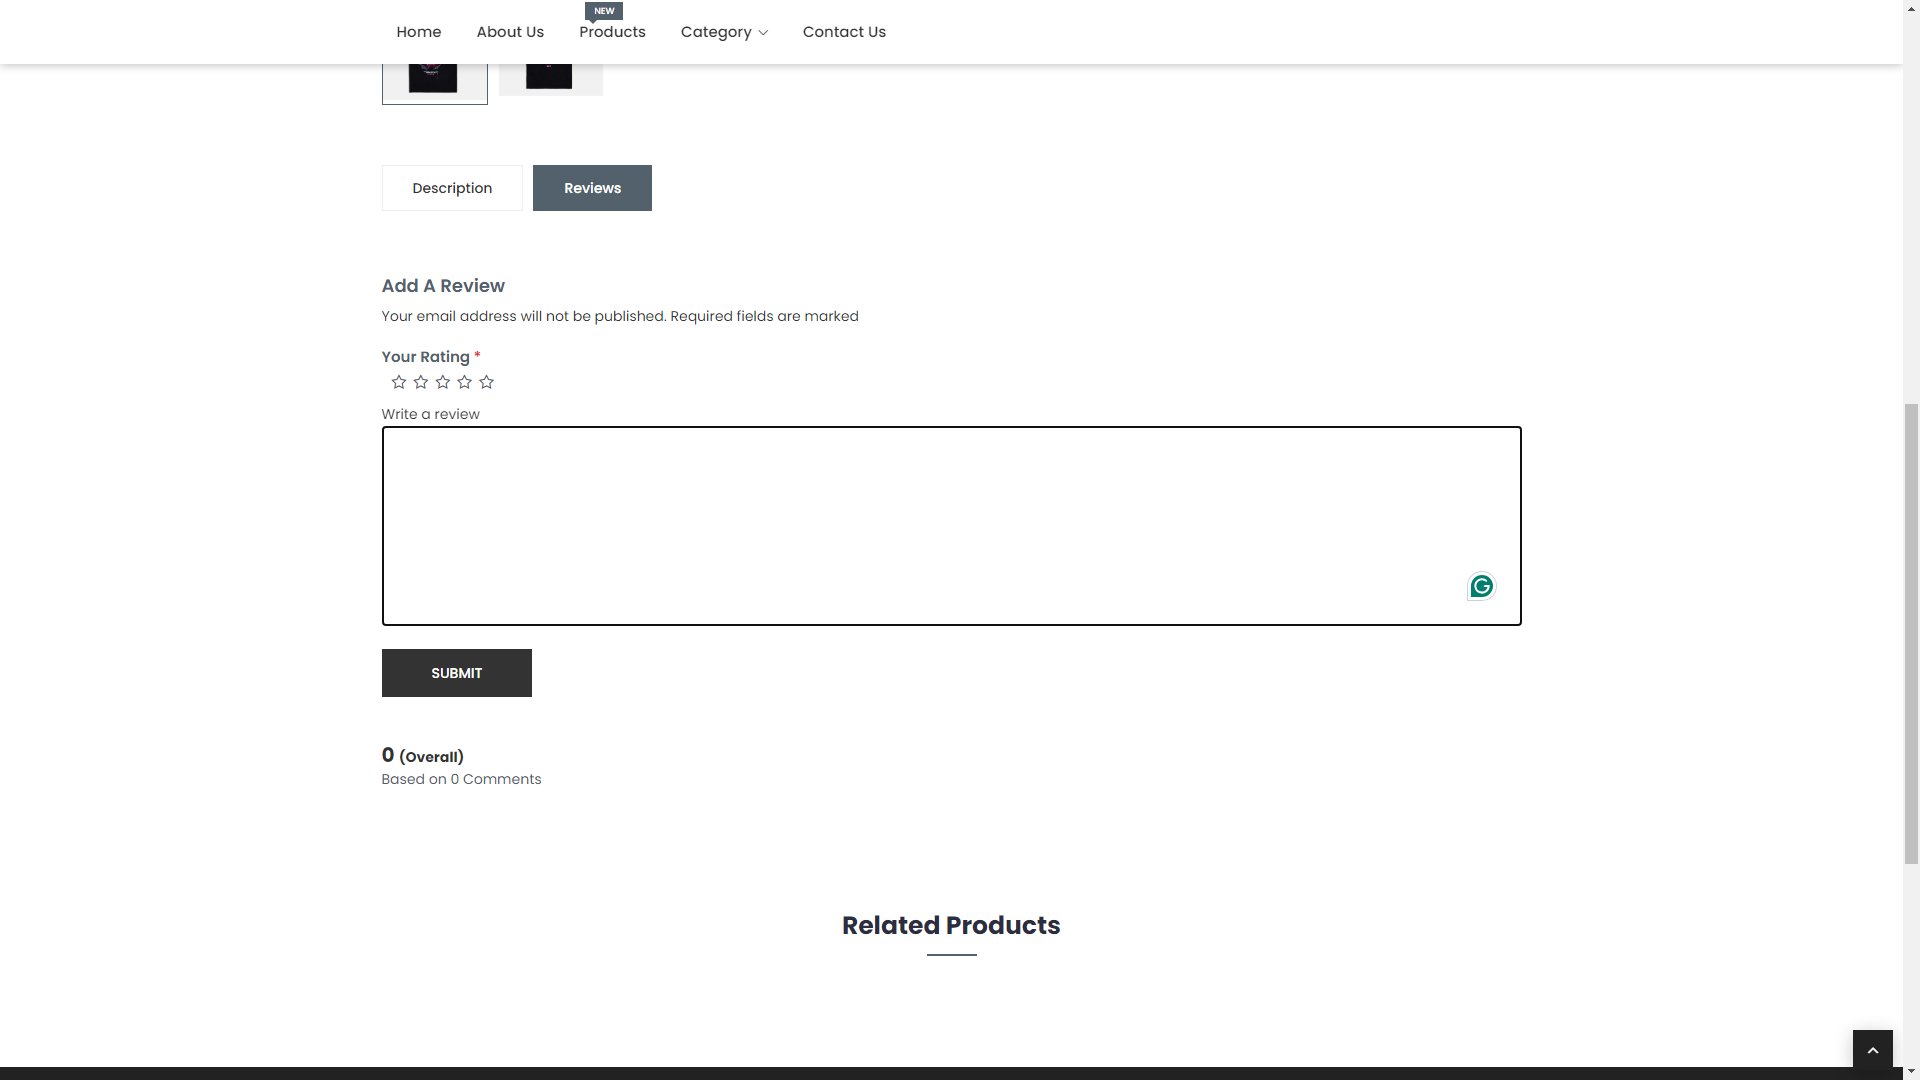 NEW
Home About Us Products Category Contact Us
Description Reviews
Add A Review
Your email address will not be published. Required fields are marked
Your Rating *
Write a review
SUBMIT
0 (Overall)
Based on 0 Comments
Related Products